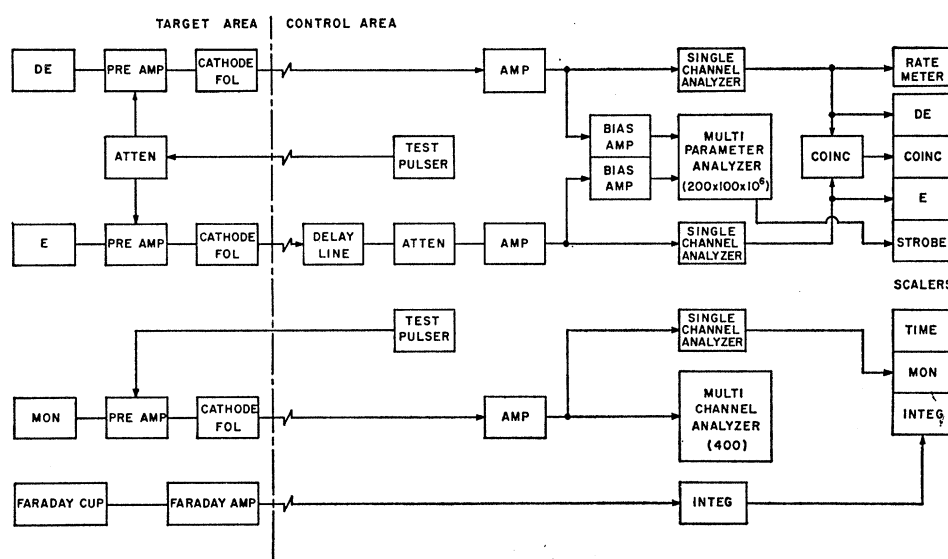 TARGET AREA
CONTROL AREA
DE
PRE AMP
CATHODE
FOL
AMP
SINGLE
CHANNEL
ANALYZER
RATE
METER
ATTEN
TEST
PULSER
BIAS
AMP
BIAS
AMP
MULTI
PARAMETER
ANALYZER
(200x100x10⁶)
COINC
DE
COINC
E
STROBE
E
PRE AMP
CATHODE
FOL
DELAY
LINE
ATTEN
AMP
SINGLE
CHANNEL
ANALYZER
SCALERS
TEST
PULSER
SINGLE
CHANNEL
ANALYZER
TIME
MON
INTEG
MON
PRE AMP
CATHODE
FOL
AMP
MULTI
CHANNEL
ANALYZER
(400)
FARADAY CUP
FARADAY AMP
INTEG